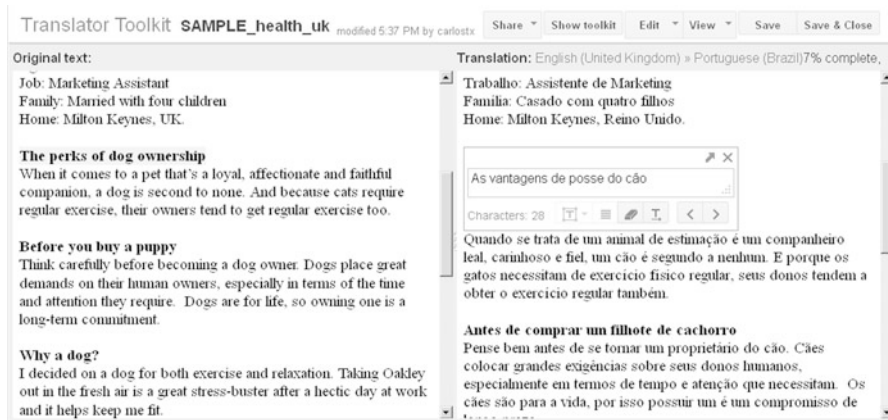 Translator Toolkit SAMPLE_health_uk modified 5:37 PM by carlostx Share Show toolkit Edit View Save Save & Close
Original text:
Job: Marketing Assistant
Family: Married with four children
Home: Milton Keynes, UK.
The perks of dog ownership
When it comes to a pet that's a loyal, affectionate and faithful
companion, a dog is second to none. And because cats require
regular exercise, their owners tend to get regular exercise too.
Before you buy a puppy
Think carefully before becoming a dog owner. Dogs place great
demands on their human owners, especially in terms of the time
and attention they require. Dogs are for life, so owning one is a
long-term commitment.
Why a dog?
I decided on a dog for both exercise and relaxation. Taking Oakley
out in the fresh air is a great stress-buster after a hectic day at work
and it helps keep me fit.
Translation: English (United Kingdom) » Portuguese (Brazil)7% complete,
Trabalho: Assistente de Marketing
Família: Casado com quatro filhos
Home: Milton Keynes, Reino Unido.
As vantagens de posse do cão
Characters: 28
Quando se trata de um animal de estimação é um companheiro
leal, carinhoso e fiel, um cão é segundo a nenhum. E porque os
gatos necessitam de exercício físico regular, seus donos tendem a
obter o exercício regular também.
Antes de comprar um filhote de cachorro
Pense bem antes de se tornar um proprietário do cão. Cães
colocar grandes exigências sobre seus donos humanos,
especialmente em termos de tempo e atenção que necessitam. Os
cães são para a vida, por isso possuir um é um compromisso de